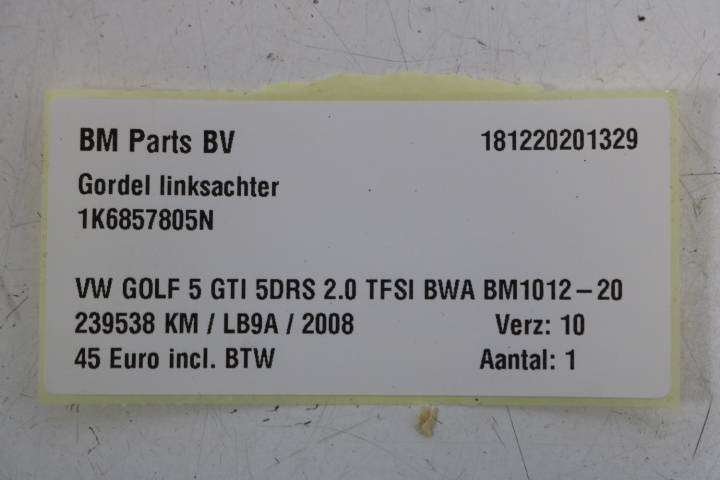 BM Parts BV 181220201329
Gordel linksachter
1K6857805N
VW GOLF 5 GTI 5DRS 2.0 TFSI BWA BM1012-20
239538 KM / LB9A / 2008 Verz: 10
45 Euro incl. BTW Aantal: 1